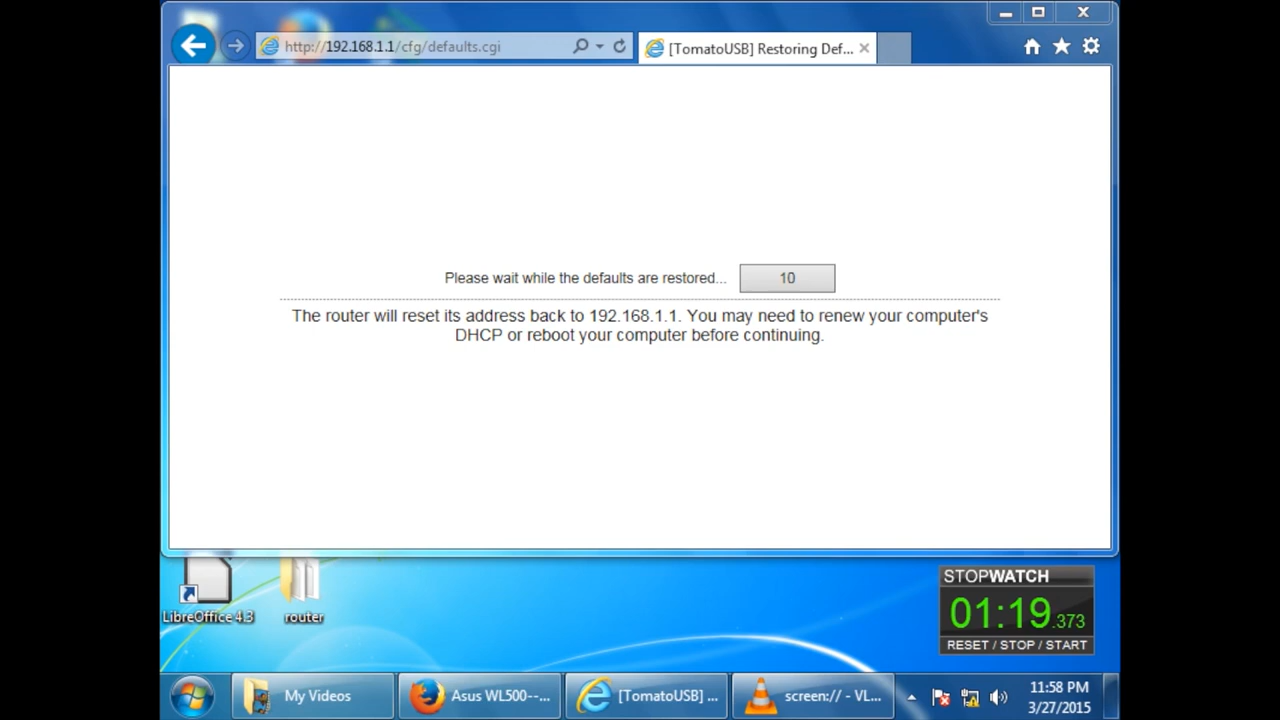 http://192.168.1.1/cfg/defaults.cgi
[TomatoUSB] Restoring Def...
Please wait while the defaults are restored... 10
The router will reset its address back to 192.168.1.1. You may need to renew your computer's
DHCP or reboot your computer before continuing.
LibreOffice 4.3
router
STOPWATCH
01:19.373
RESET / STOP / START
My Videos
Asus WL500--...
[TomatoUSB] ...
screen:// - VL...
11:58 PM
3/27/2015